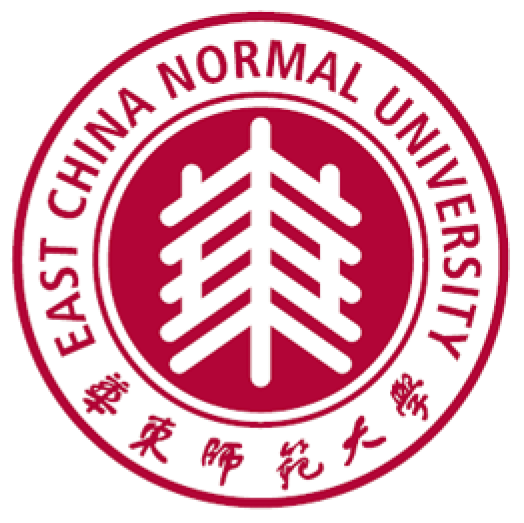 EAST CHINA NORMAL UNIVERSITY
華東師範大學